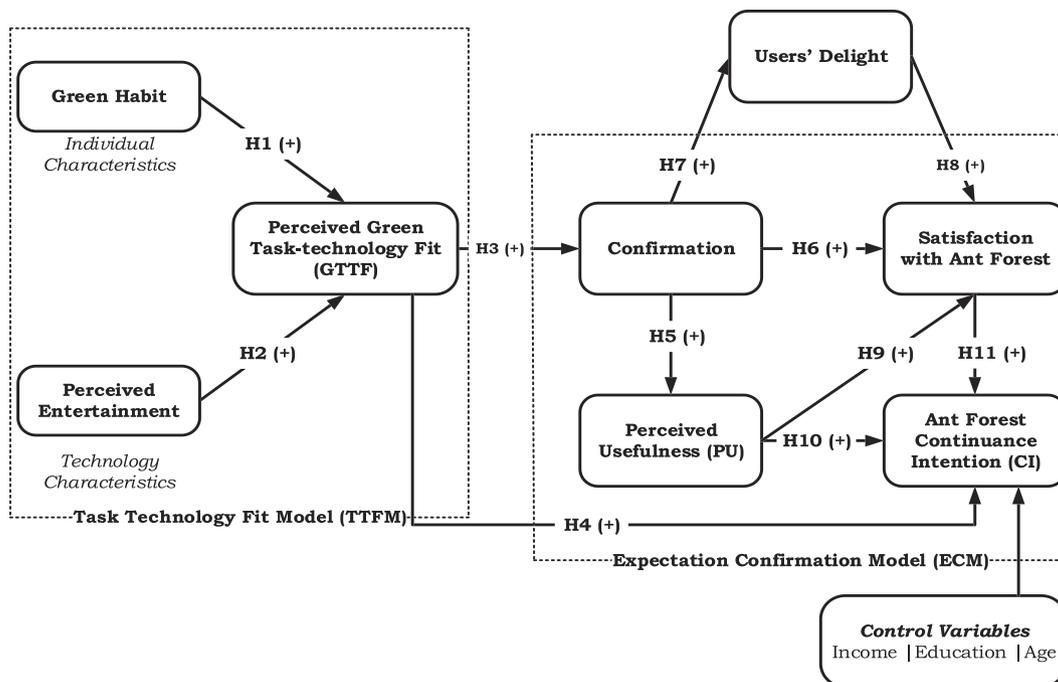 Users' Delight
Green Habit
Individual
Characteristics
H1 (+)
H7 (+)
H8 (+)
Perceived Green
Task-technology Fit
(GTTF)
H3 (+)
Confirmation
H6 (+)
Satisfaction
with Ant Forest
H2 (+)
H5 (+)
H9 (+)
H11 (+)
Perceived
Entertainment
Technology
Characteristics
Perceived
Usefulness (PU)
H10 (+)
Ant Forest
Continuance
Intention (CI)
Task Technology Fit Model (TTFM)
H4 (+)
Expectation Confirmation Model (ECM)
Control Variables
Income |Education |Age